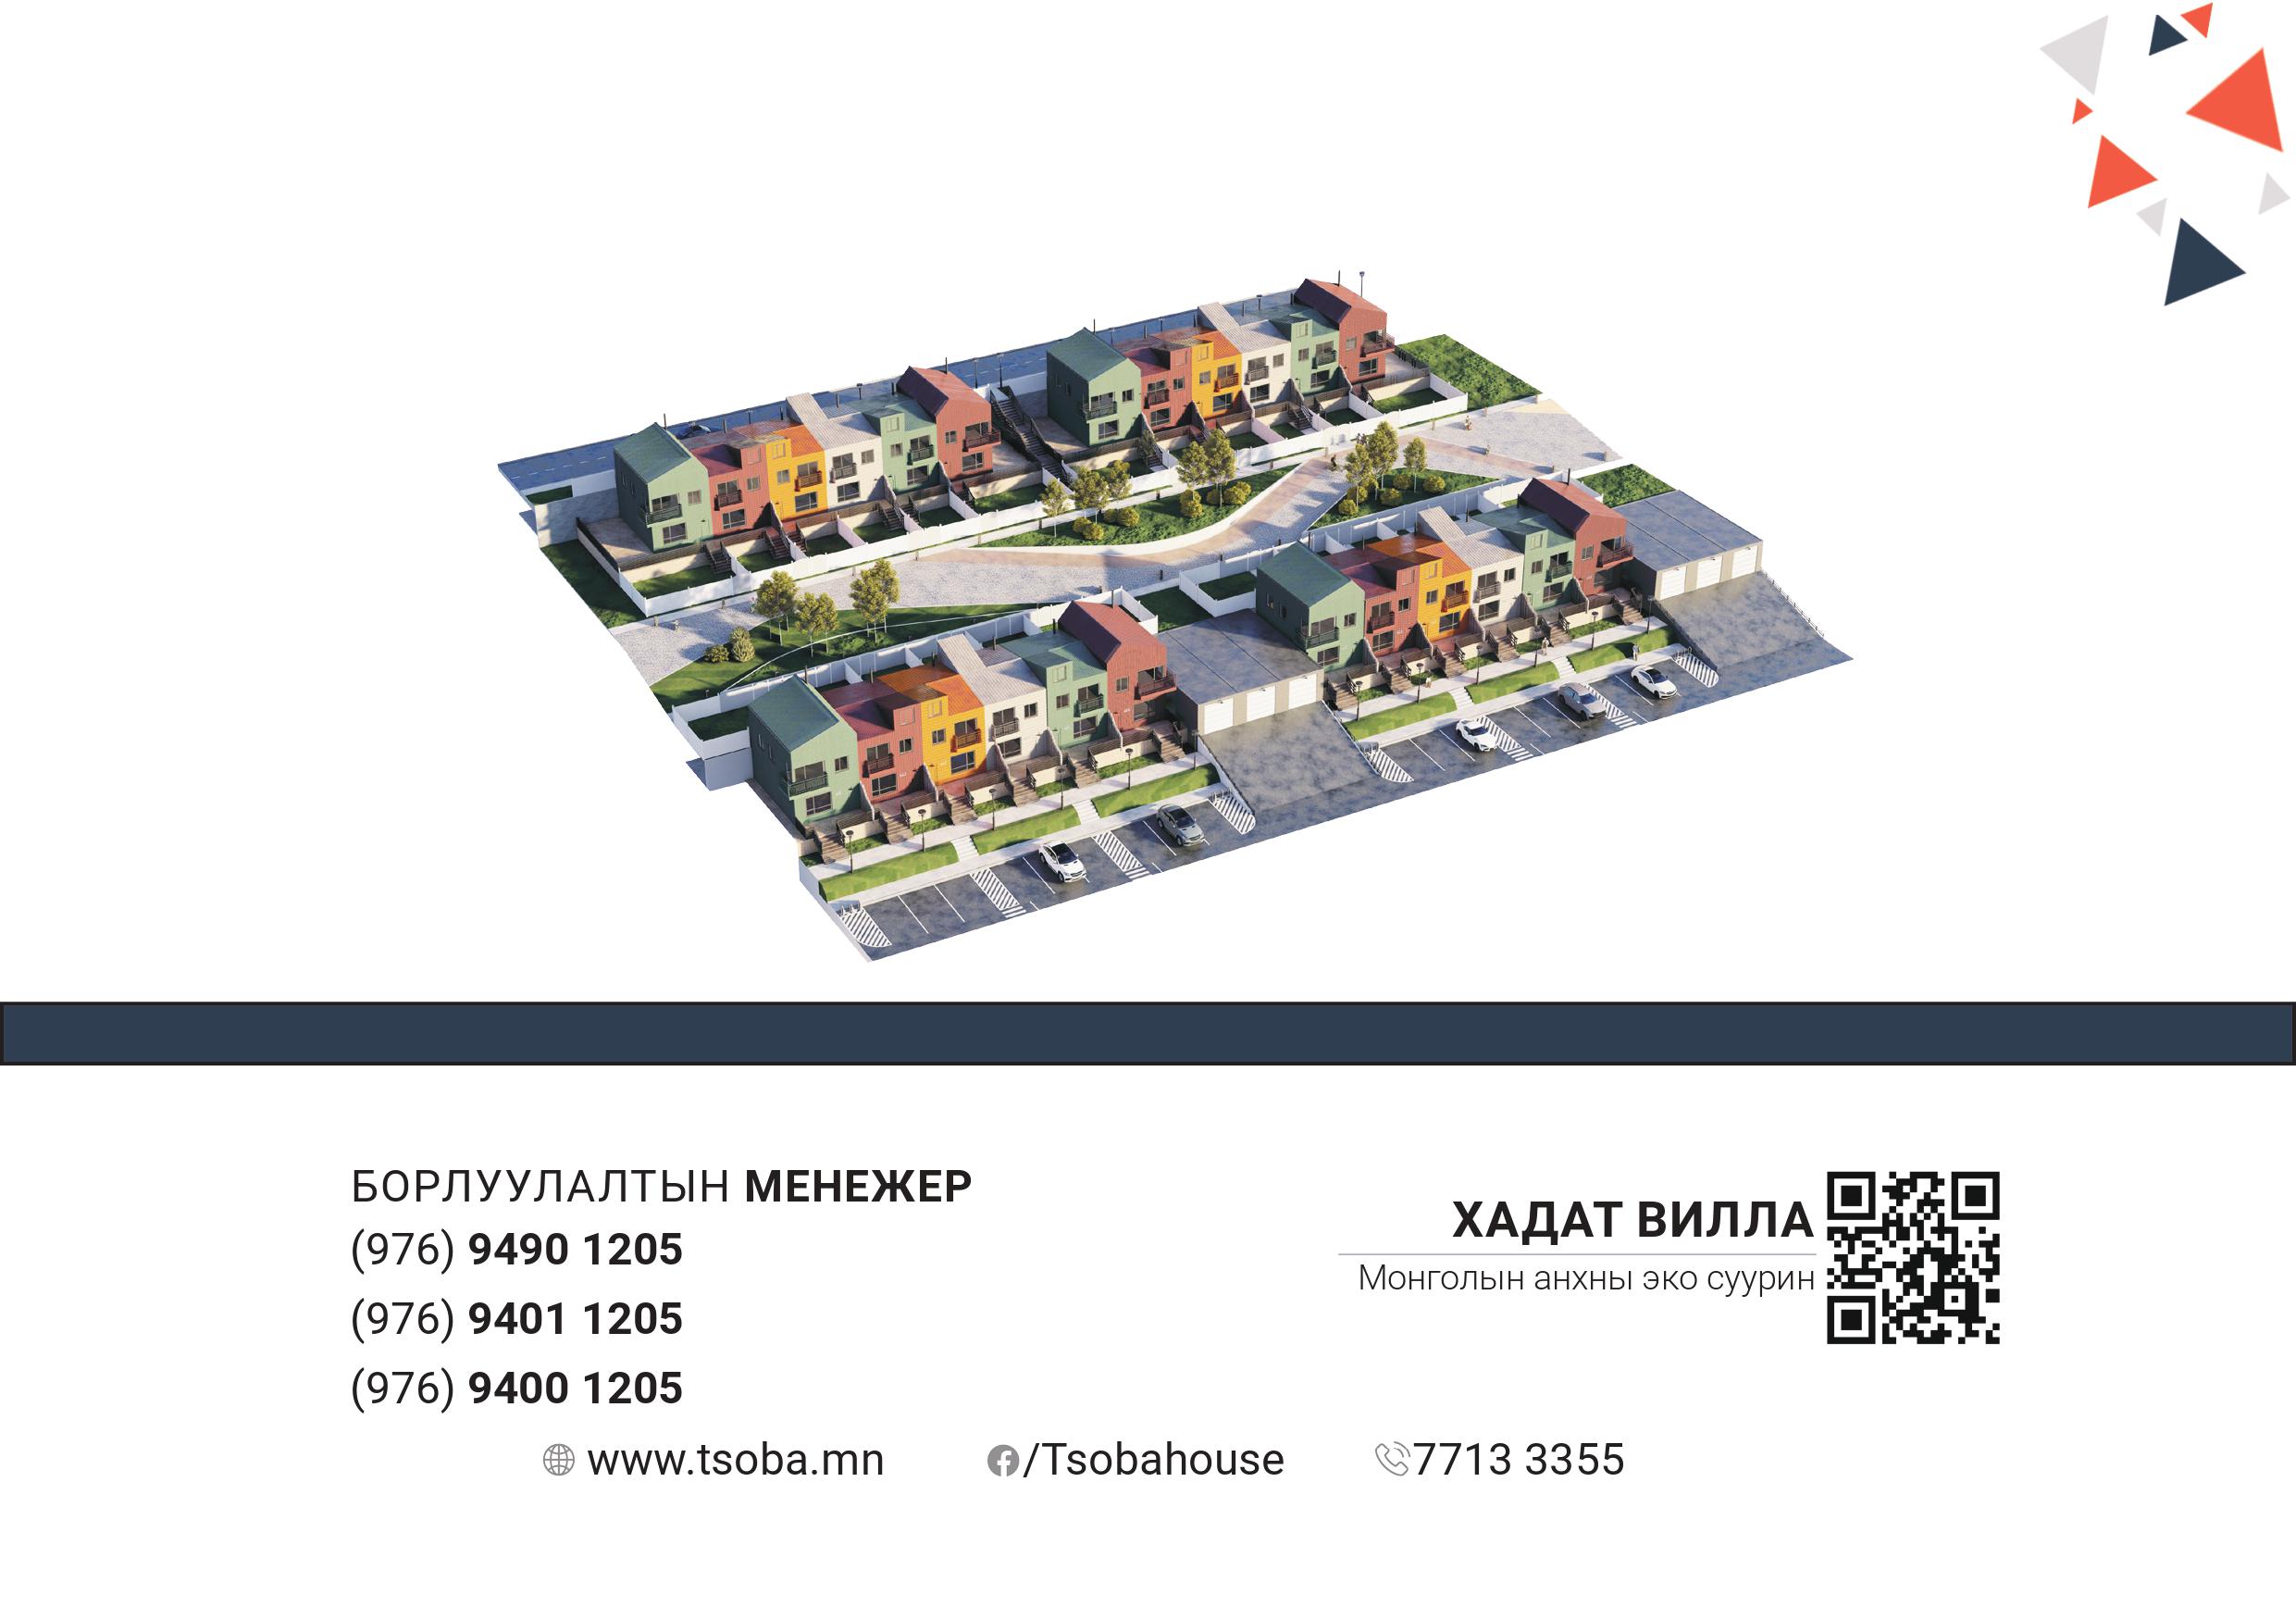 БОРЛУУЛАЛТЫН МЕНЕЖЕР
(976) 9490 1205
(976) 9401 1205
(976) 9400 1205
ХАДАТ ВИЛЛА
Монголын анхны эко суурин
www.tsoba.mn
/Tsobahouse
7713 3355